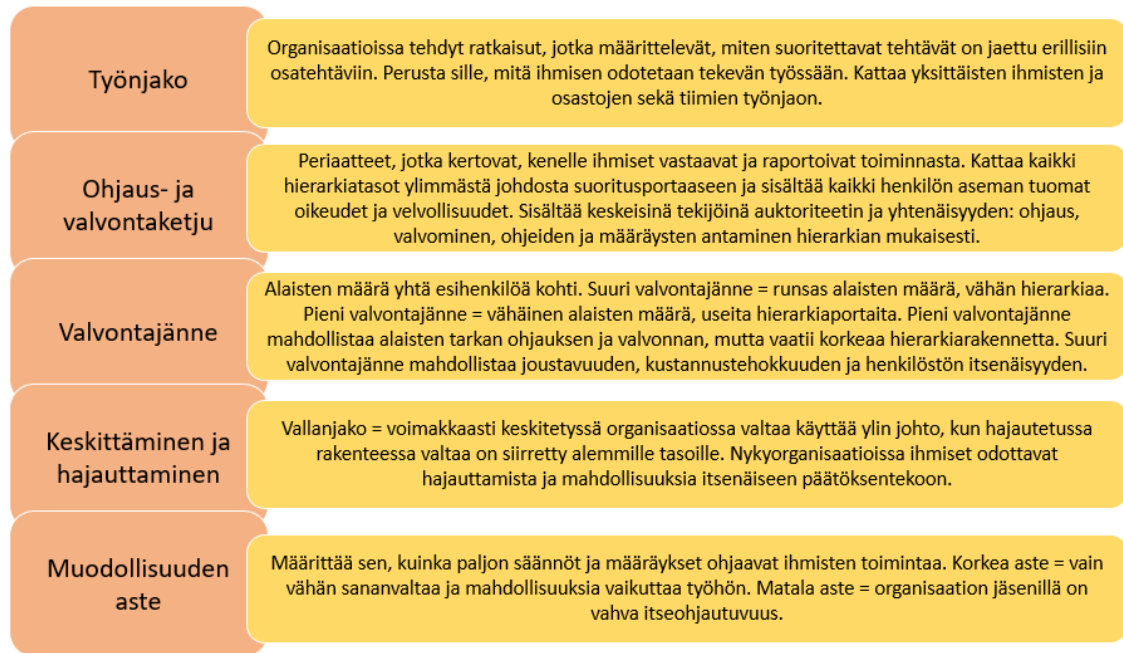 Työnjako
Organisaatioissa tehdyt ratkaisut, jotka määrittelevät, miten suoritettavat tehtävät on jaettu erillisiin
osatehtäviin. Perusta sille, mitä ihmisen odotetaan tekevän työssään. Kattaa yksittäisten ihmisten ja
osastojen sekä tiimien työnjaon.
Ohjaus- ja
valvontaketju
Periaatteet, jotka kertovat, kenelle ihmiset vastaavat ja raportoivat toiminnasta. Kattaa kaikki
hierarkiatasot ylimmästä johdosta suoritusportaaseen ja sisältää kaikki henkilön aseman tuomat
oikeudet ja velvollisuudet. Sisältää keskeisinä tekijöinä auktoriteetin ja yhtenäisyyden: ohjaus,
valvominen, ohjeiden ja määräysten antaminen hierarkian mukaisesti.
Valvontajänne
Alaisten määrä yhtä esihenkilöä kohti. Suuri valvontajänne = runsas alaisten määrä, vähän hierarkiaa.
Pieni valvontajänne = vähäinen alaisten määrä, useita hierarkiaportaita. Pieni valvontajänne
mahdollistaa alaisten tarkan ohjauksen ja valvonnan, mutta vaatii korkeaa hierarkiarakennetta. Suuri
valvontajänne mahdollistaa joustavuuden, kustannustehokkuuden ja henkilöstön itsenäisyyden.
Keskittäminen ja
hajauttaminen
Vallanjako = voimakkaasti keskitetyssä organisaatiossa valtaa käyttää ylin johto, kun hajautetussa
rakenteessa valtaa on siirretty alemmille tasoille. Nykyorganisaatioissa ihmiset odottavat
hajauttamista ja mahdollisuuksia itsenäiseen päätöksentekoon.
Muodollisuuden
aste
Määrittää sen, kuinka paljon säännöt ja määräykset ohjaavat ihmisten toimintaa. Korkea aste = vain
vähän sananvaltaa ja mahdollisuuksia vaikuttaa työhön. Matala aste = organisaation jäsenillä on
vahva itseohjautuvuus.